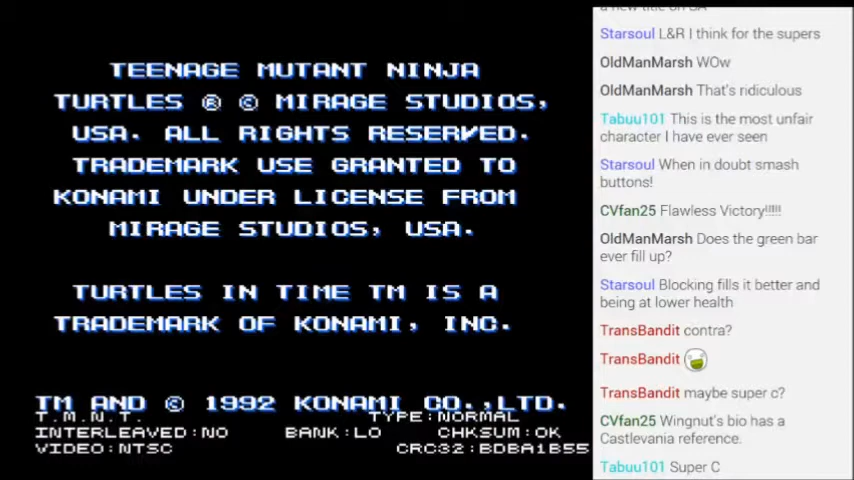 TEENAGE MUTANT NINJA
TURTLES ® © MIRAGE STUDIOS,
USA. ALL RIGHTS RESERVED.
TRADEMARK USE GRANTED TO
KONAMI UNDER LICENSE FROM
MIRAGE STUDIOS, USA.
TURTLES IN TIME TM IS A
TRADEMARK OF KONAMI, INC.
TM AND © 1992 KONAMI CO.,LTD.
T.M.N.T. TYPE:NORMAL
INTERLEAVED:NO BANK:LO CHKSUM:OK
VIDEO:NTSC CRC32:BDBA1B55
Starsoul L&R I think for the supers
OldManMarsh WOw
OldManMarsh That's ridiculous
Tabuu101 This is the most unfair
character I have ever seen
Starsoul When in doubt smash
buttons!
CVfan25 Flawless Victory!!!!!!
OldManMarsh Does the green bar
ever fill up?
Starsoul Blocking fills it better and
being at lower health
TransBandit contra?
TransBandit
TransBandit maybe super c?
CVfan25 Wingnut's bio has a
Castlevania reference.
Tabuu101 Super C